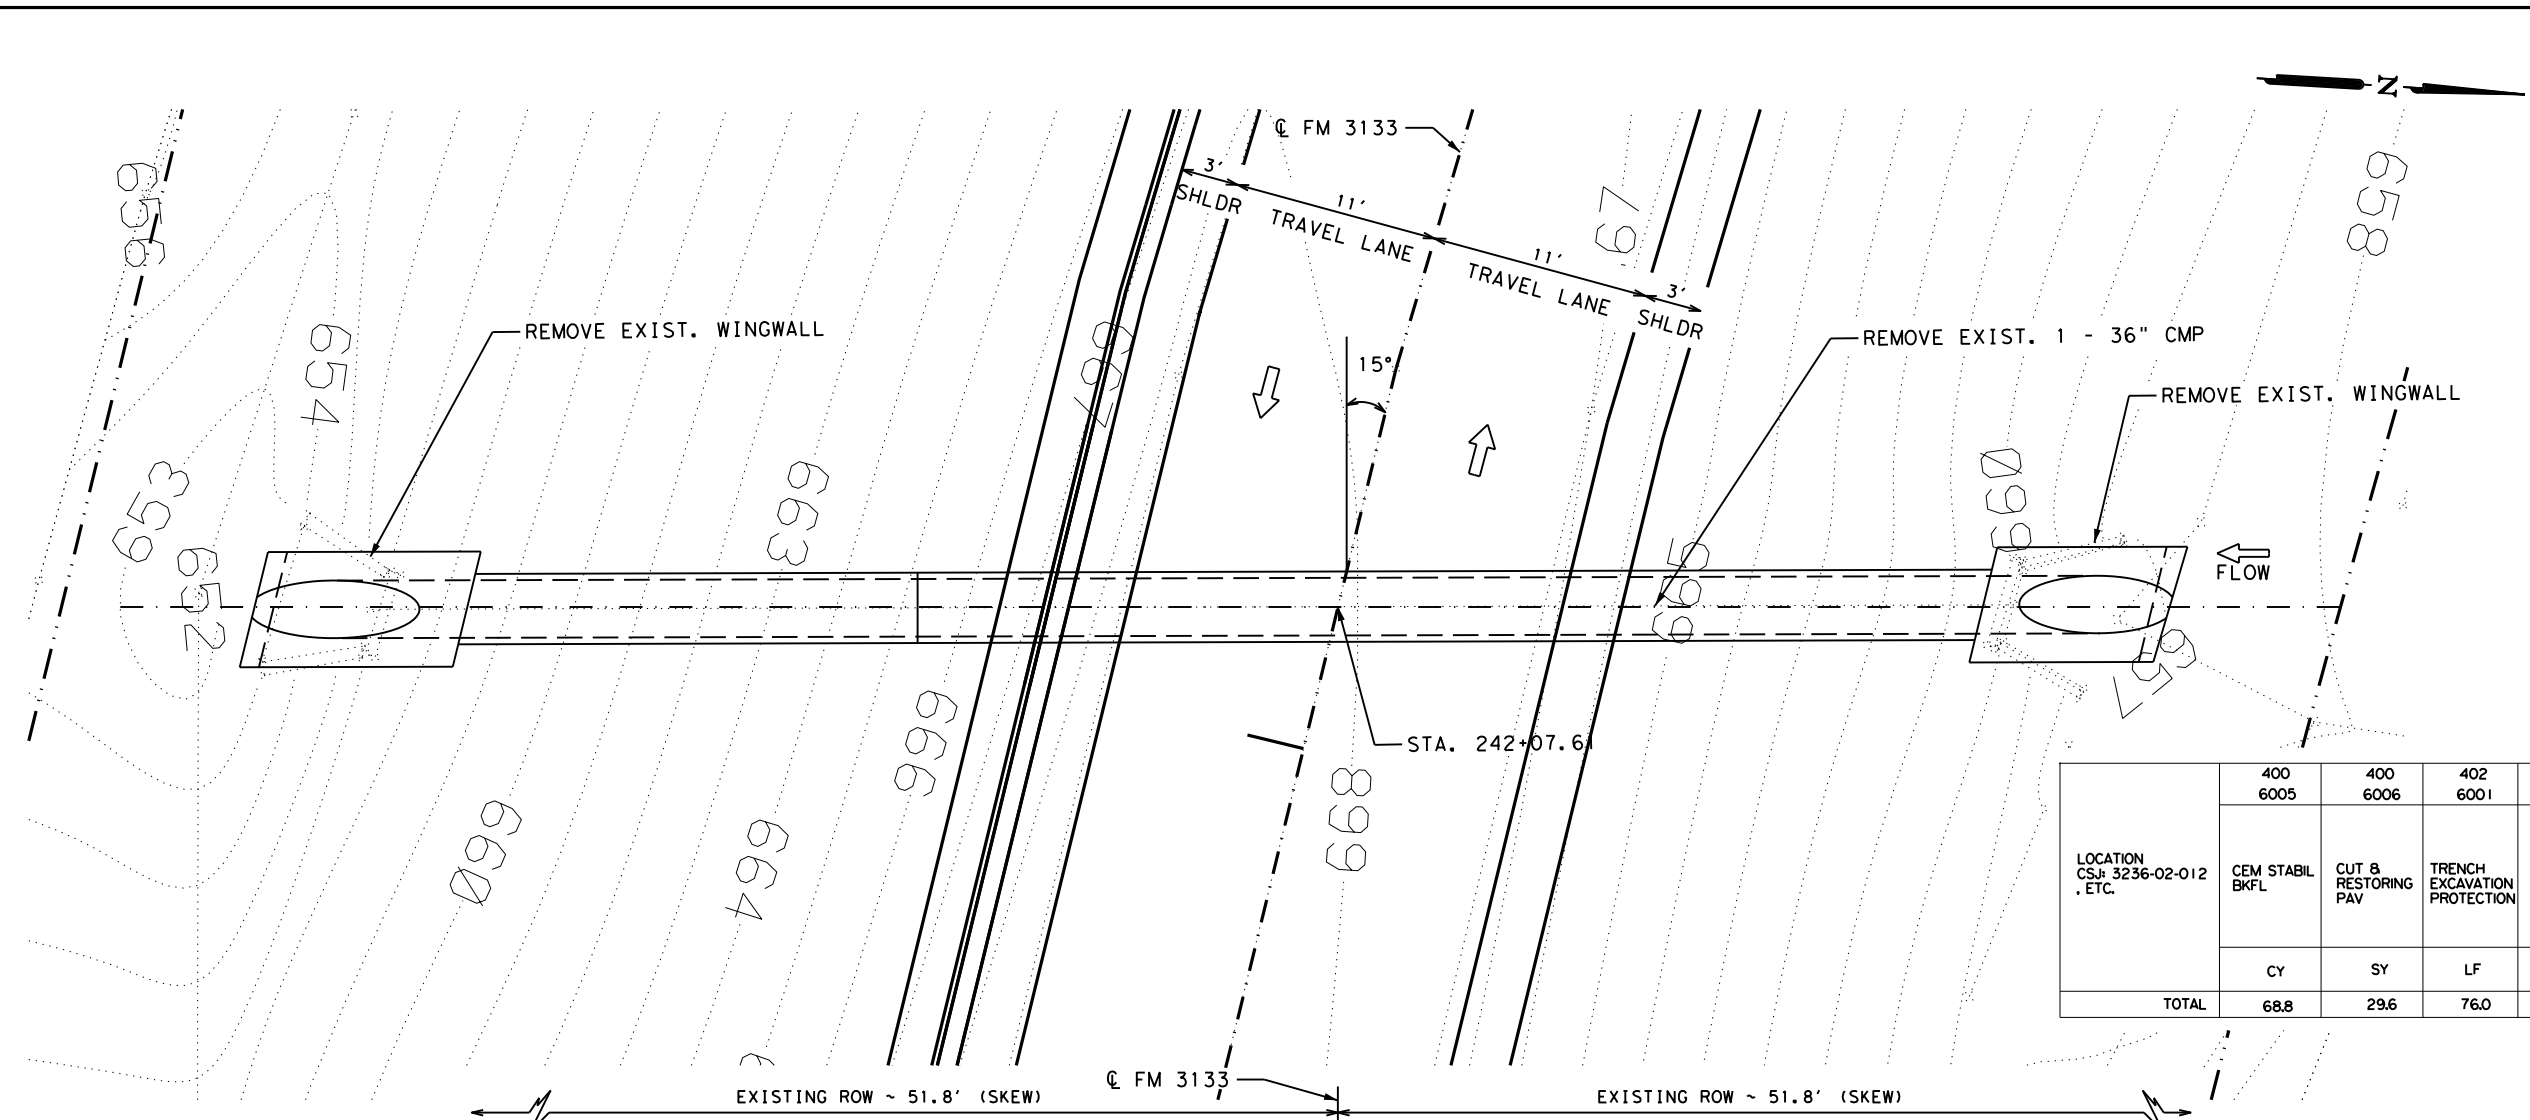 N
℄ FM 3133
3'
SHLDR
11'
TRAVEL LANE
11'
TRAVEL LANE
3'
SHLDR
656
654
653
652
663
667
667
658
REMOVE EXIST. WINGWALL
15°
REMOVE EXIST. 1 - 36" CMP
REMOVE EXIST. WINGWALL
660
665
657
FLOW
666
660
664
668
STA. 242+07.61
LOCATION
CSJ: 3236-02-012
, ETC.
400
6005
400
6006
402
6001
CEM STABIL
BKFL
CUT &
RESTORING
PAV
TRENCH
EXCAVATION
PROTECTION
CY
SY
LF
TOTAL
68.8
29.6
76.0
℄ FM 3133
EXISTING ROW ~ 51.8' (SKEW)
EXISTING ROW ~ 51.8' (SKEW)